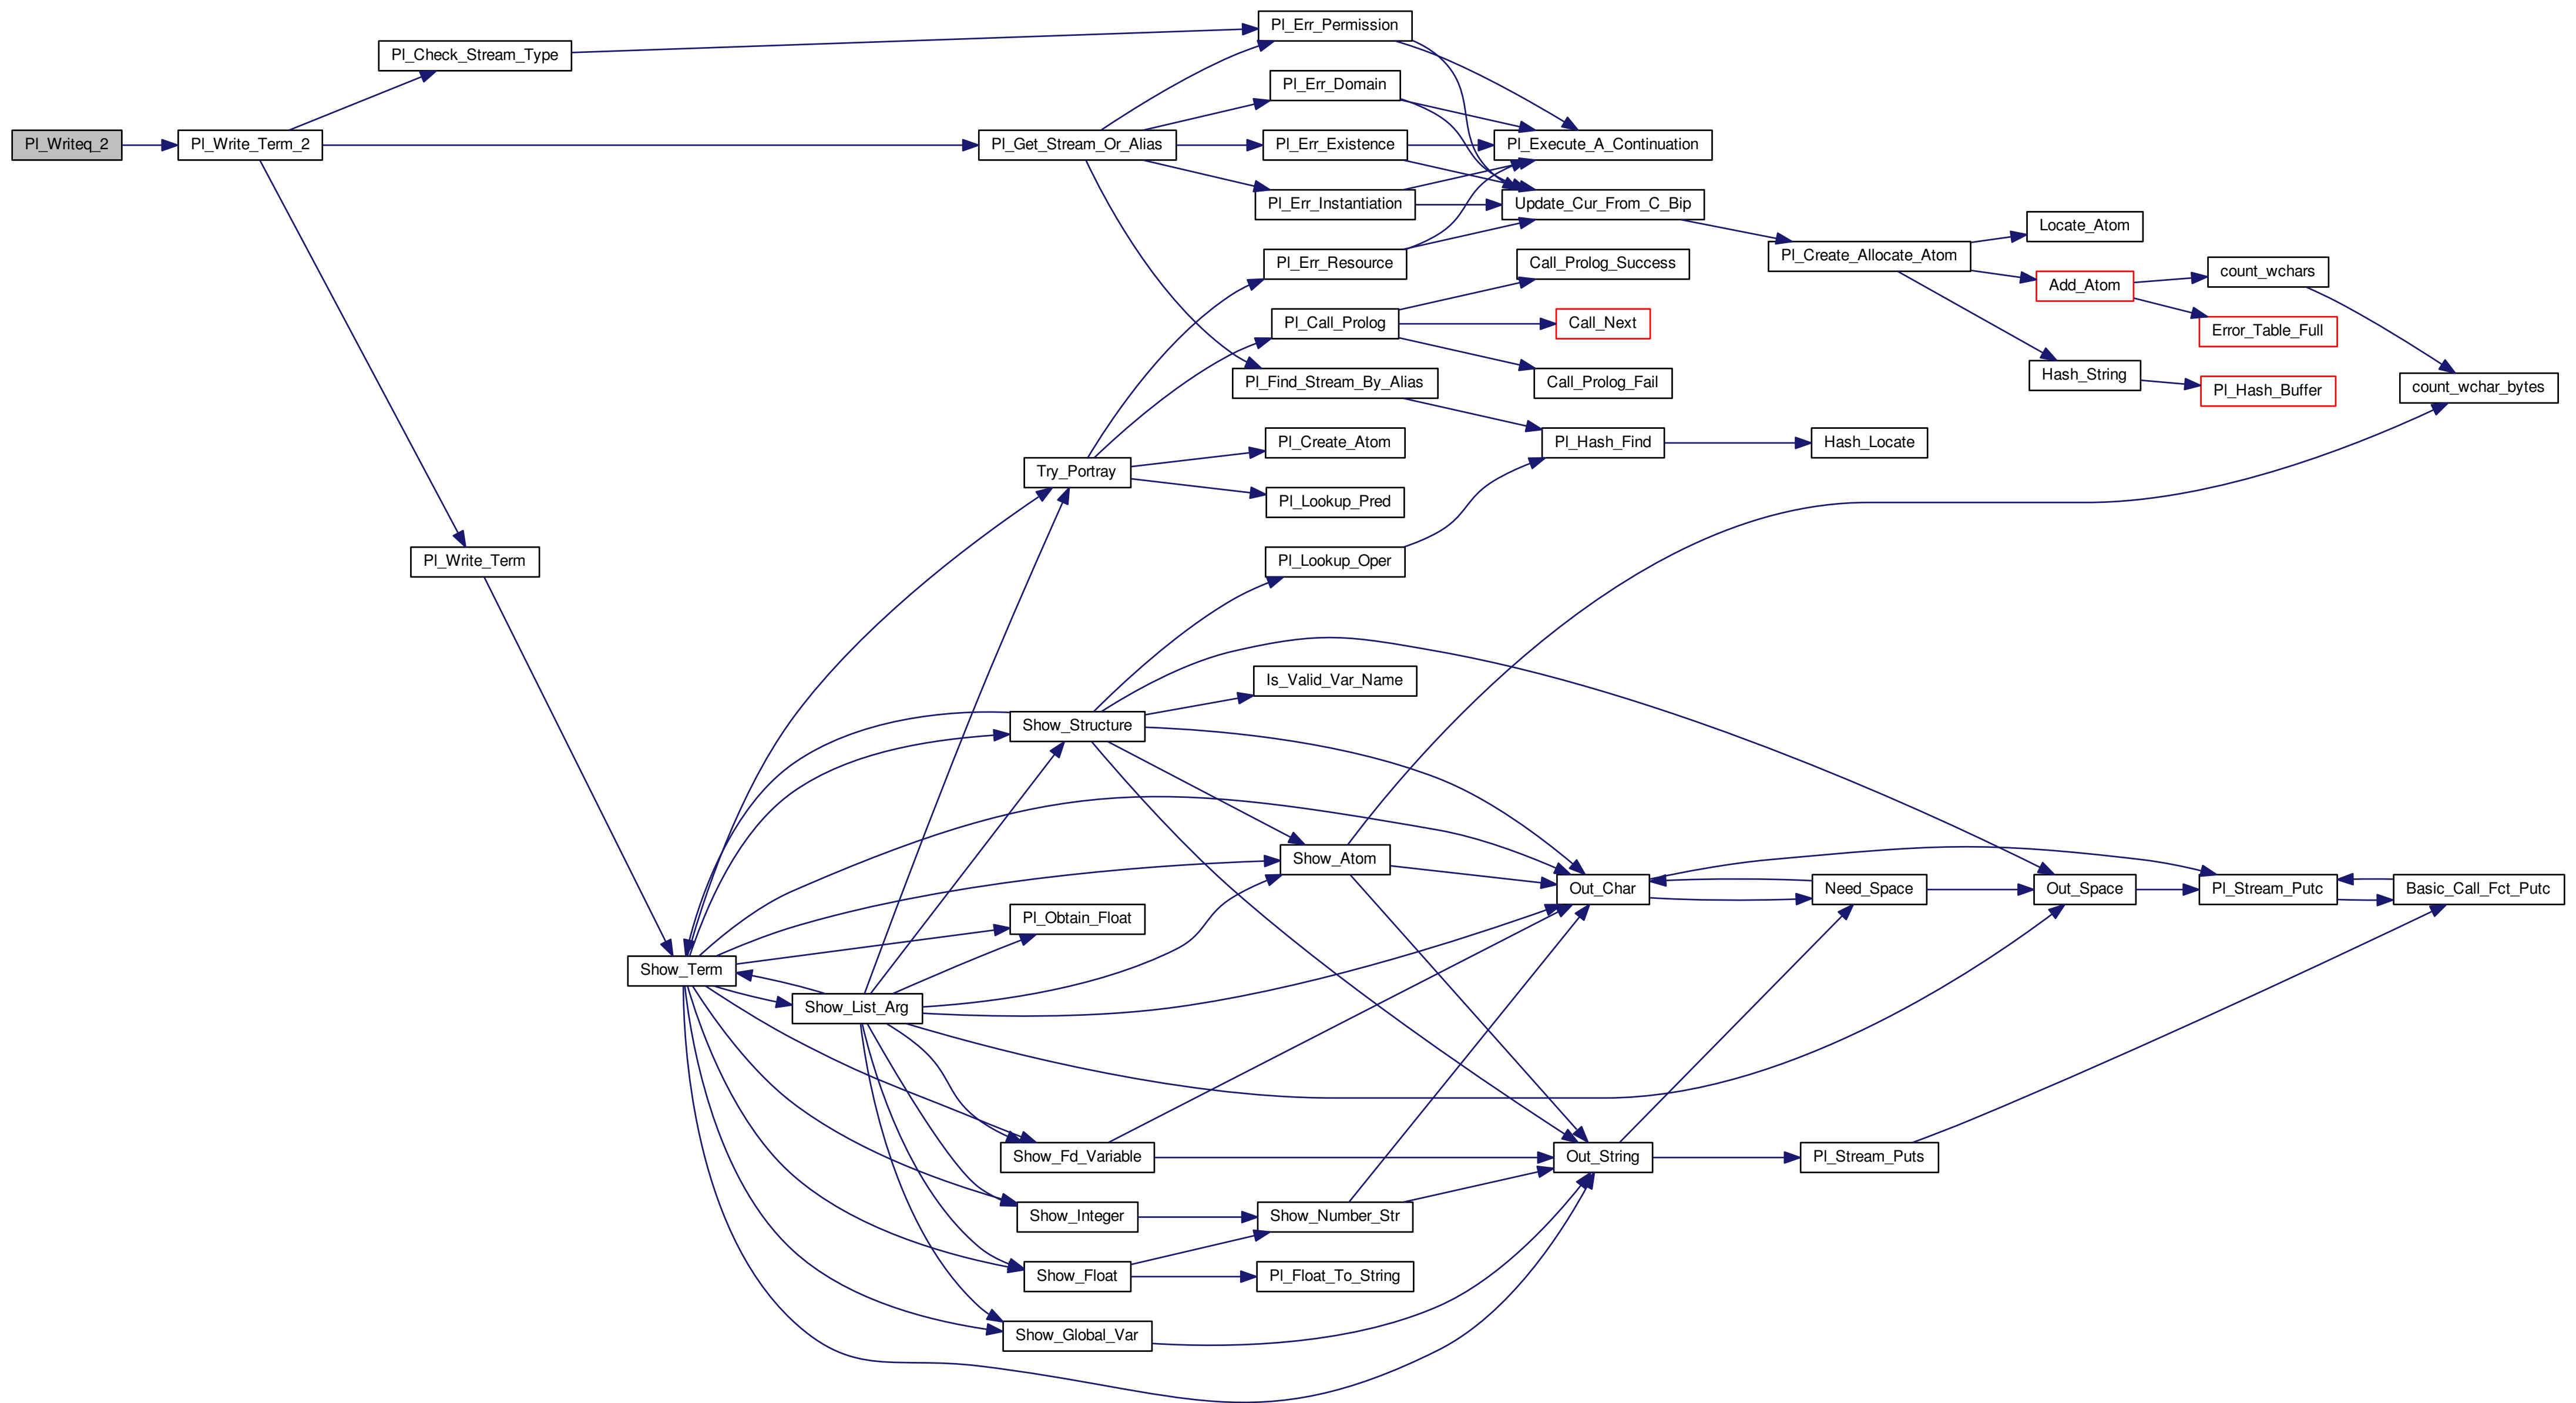 Pl_Writeq_2
Pl_Write_Term_2
Pl_Check_Stream_Type
Pl_Write_Term
Show_Term
Show_List_Arg
Pl_Get_Stream_Or_Alias
Try_Portray
Show_Structure
Pl_Obtain_Float
Show_Fd_Variable
Show_Integer
Show_Float
Show_Global_Var
Pl_Err_Permission
Pl_Err_Domain
Pl_Err_Existence
Pl_Err_Instantiation
Pl_Err_Resource
Pl_Call_Prolog
Pl_Find_Stream_By_Alias
Pl_Create_Atom
Pl_Lookup_Pred
Pl_Lookup_Oper
Is_Valid_Var_Name
Show_Atom
Show_Number_Str
Pl_Float_To_String
Pl_Execute_A_Continuation
Update_Cur_From_C_Bip
Call_Prolog_Success
Call_Next
Call_Prolog_Fail
Pl_Hash_Find
Out_Char
Out_String
Pl_Create_Allocate_Atom
Hash_Locate
Need_Space
Pl_Stream_Puts
Locate_Atom
Add_Atom
Hash_String
Out_Space
count_wchars
Error_Table_Full
Pl_Hash_Buffer
Pl_Stream_Putc
count_wchar_bytes
Basic_Call_Fct_Putc